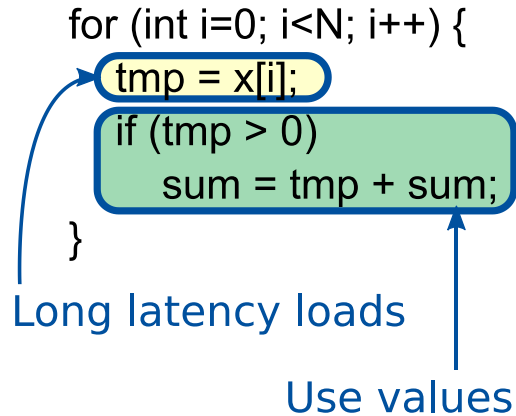 for (int i=0; i<N; i++) {
tmp = x[i];
if (tmp > 0)
sum = tmp + sum;
}
Long latency loads
Use values